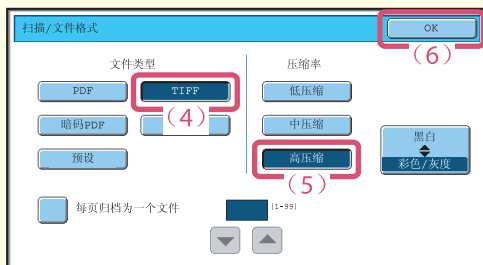 扫描/文件格式
OK
(6)
文件类型
压缩率
PDF
TIFF
低压缩
(4)
暗码PDF
中压缩
黑白
彩色/灰度
预设
高压缩
(5)
每页归档为一个文件
(1-99)